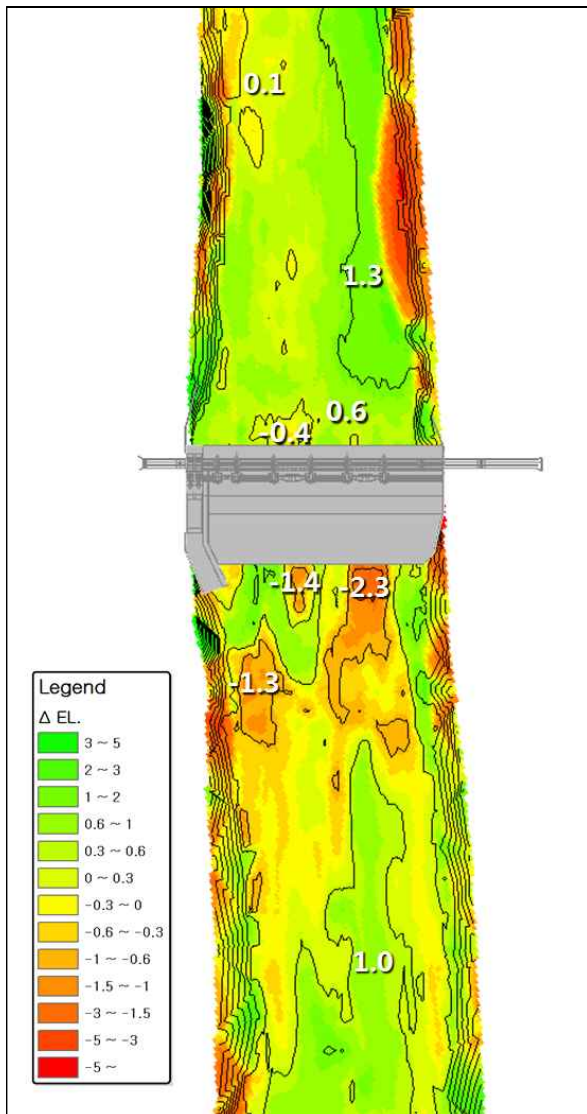 0.1
1.3
0.6
-0.4
-1.4
-2.3
-1.3
Legend
Δ EL.
3 ~ 5
2 ~ 3
1 ~ 2
0.6 ~ 1
0.3 ~ 0.6
0 ~ 0.3
-0.3 ~ 0
-0.6 ~ -0.3
-1 ~ -0.6
-1.5 ~ -1
-3 ~ -1.5
-5 ~ -3
-5 ~
1.0